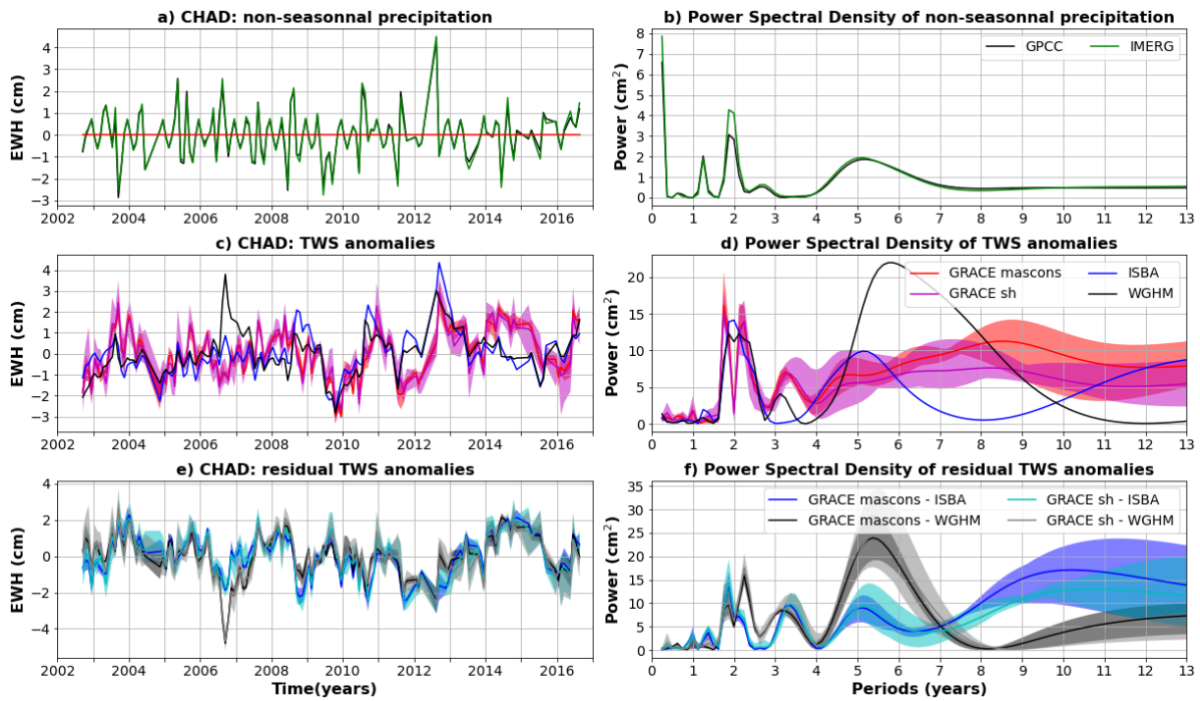 a) CHAD: non-seasonnal precipitation
EWH (cm)
4
3
2
1
0
−1
−2
−3
2002 2004 2006 2008 2010 2012 2014 2016
b) Power Spectral Density of non-seasonnal precipitation
Power (cm²)
8
7
6
5
4
3
2
1
0
GPCC IMERG
0 1 2 3 4 5 6 7 8 9 10 11 12 13
c) CHAD: TWS anomalies
EWH (cm)
4
3
2
1
0
−1
−2
−3
2002 2004 2006 2008 2010 2012 2014 2016
d) Power Spectral Density of TWS anomalies
Power (cm²)
20
15
10
5
0
GRACE mascons ISBA
GRACE sh WGHM
0 1 2 3 4 5 6 7 8 9 10 11 12 13
e) CHAD: residual TWS anomalies
EWH (cm)
4
2
0
−2
−4
2002 2004 2006 2008 2010 2012 2014 2016
Time(years)
f) Power Spectral Density of residual TWS anomalies
Power (cm²)
35
30
25
20
15
10
5
0
GRACE mascons - ISBA GRACE sh - ISBA
GRACE mascons - WGHM GRACE sh - WGHM
0 1 2 3 4 5 6 7 8 9 10 11 12 13
Periods (years)